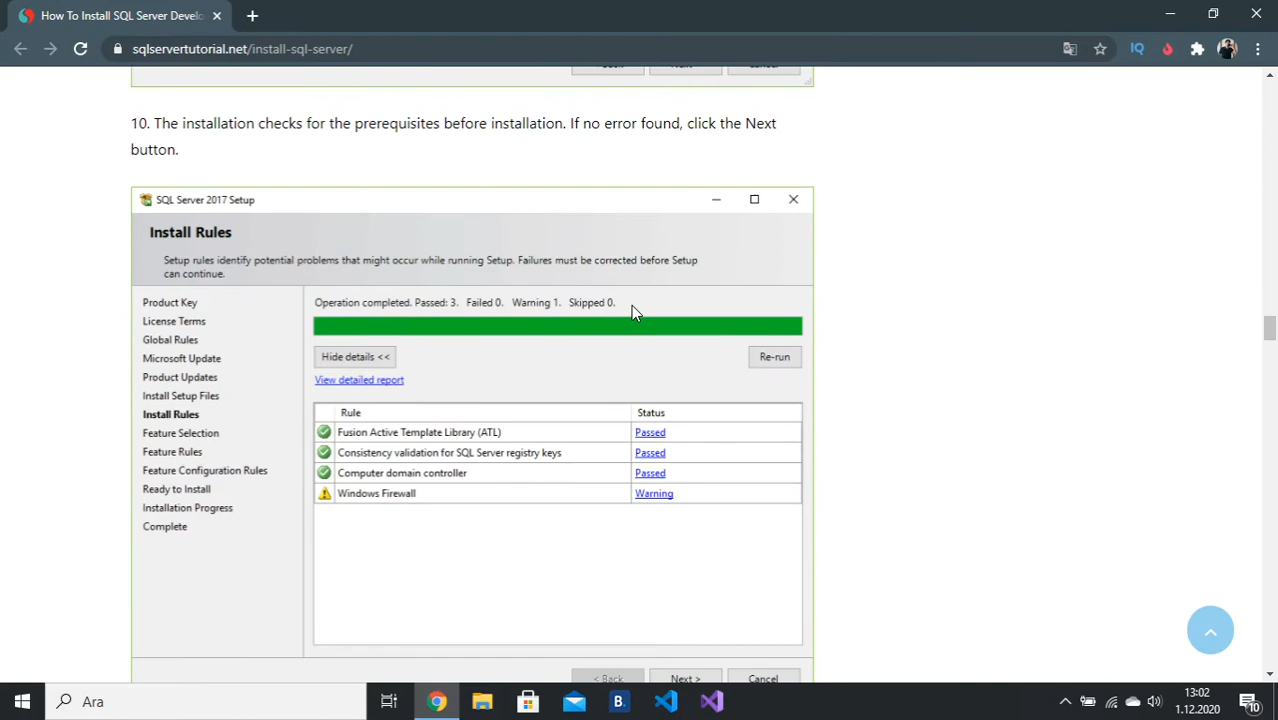 How To Install SQL Server Develo
sqlservertutorial.net/install-sql-server/
Next
10. The installation checks for the prerequisites before installation. If no error found, click the Next
button.
SQL Server 2017 Setup
Install Rules
Setup rules identify potential problems that might occur while running Setup. Failures must be corrected before Setup
can continue.
Product Key
License Terms
Global Rules
Microsoft Update
Product Updates
Install Setup Files
Install Rules
Feature Selection
Feature Rules
Feature Configuration Rules
Ready to Install
Installation Progress
Complete
Operation completed. Passed: 3. Failed 0. Warning 1. Skipped 0.
Hide details << Re-run
View detailed report
Rule Status
Fusion Active Template Library (ATL) Passed
Consistency validation for SQL Server registry keys Passed
Computer domain controller Passed
Windows Firewall Warning
< Back Next > Cancel
Ara
B.
13:02
1.12.2020
10